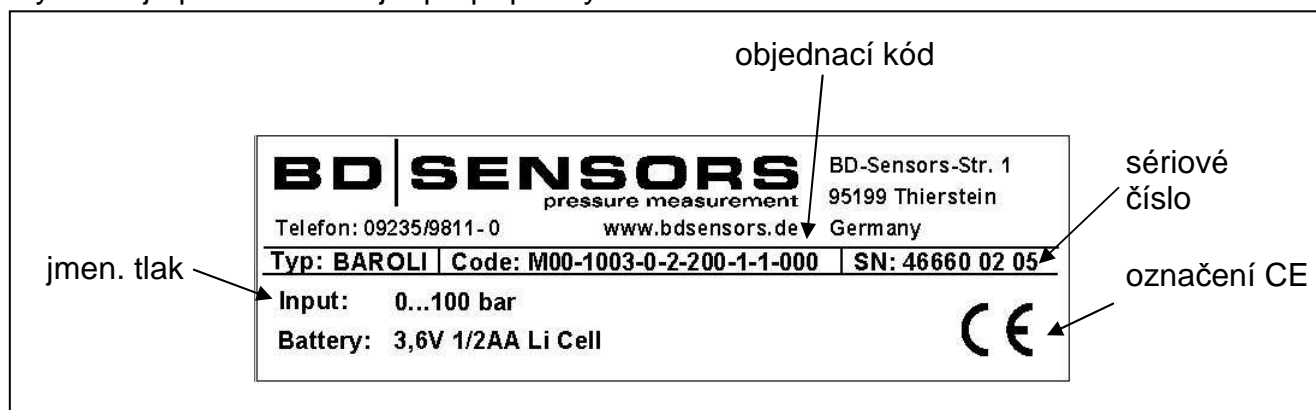 objednací kód
BD SENSORS
pressure measurement
BD-Sensors-Str. 1
95199 Thierstein
Telefon: 09235/9811-0 www.bdsensors.de Germany
sériové
číslo
Typ: BAROLI Code: M00-1003-0-2-200-1-1-000 SN: 46660 02 05
jmen. tlak
označení CE
Input: 0...100 bar
Battery: 3,6V 1/2AA Li Cell
CE